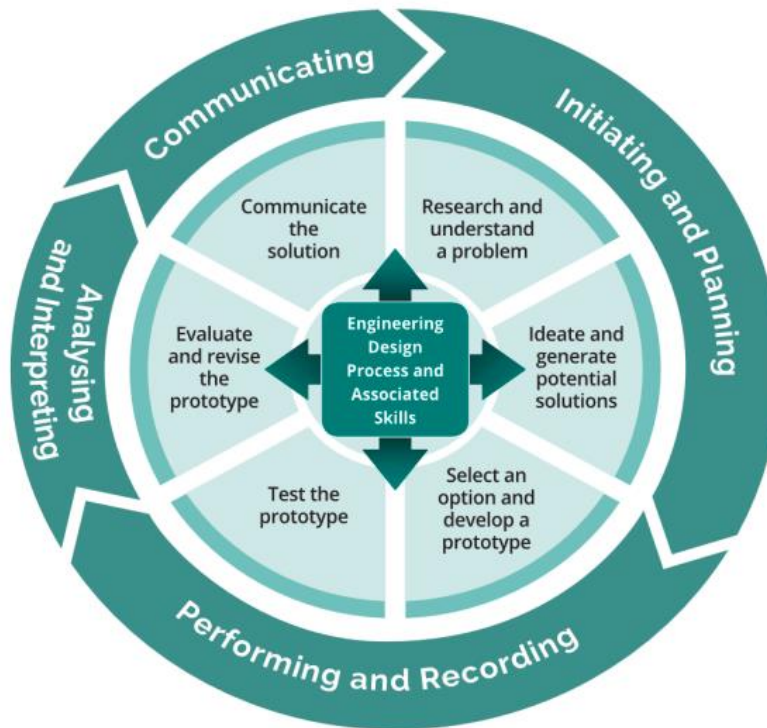 Communicating
Initiating and Planning
Performing and Recording
Analysing
and Interpreting
Communicate
the
solution
Research and
understand
a problem
Ideate and
generate
potential
solutions
Select an
option and
develop a
prototype
Test the
prototype
Evaluate
and revise
the
prototype
Engineering
Design
Process and
Associated
Skills